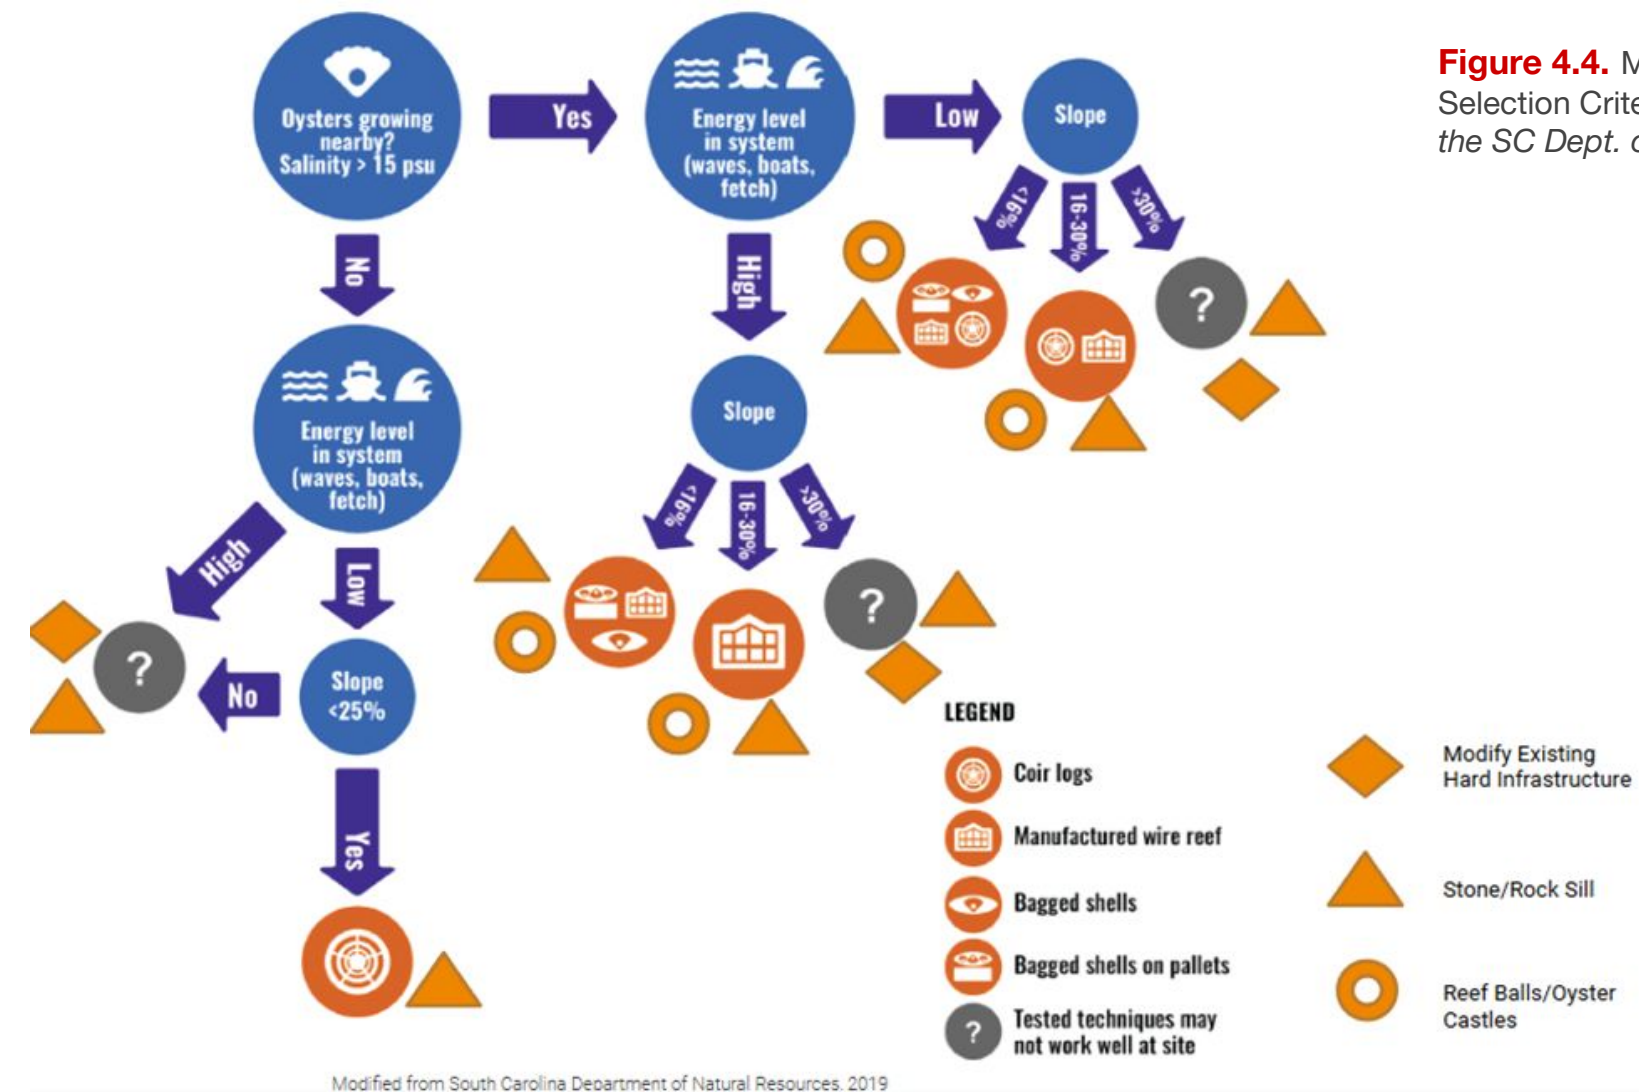 Figure 4.4. M
Selection Crite
the SC Dept. o
Oysters growing
nearby?
Salinity > 15 psu
Yes
Energy level
in system
(waves, boats,
fetch)
Low
Slope
<16%
16-30%
>30%
No
High
Energy level
in system
(waves, boats,
fetch)
Slope
<16%
16-30%
>30%
High
Low
?
?
?
No
Slope
<25%
Yes
LEGEND
Coir logs
Manufactured wire reef
Bagged shells
Bagged shells on pallets
?
Tested techniques may
not work well at site
Modify Existing
Hard Infrastructure
Stone/Rock Sill
Reef Balls/Oyster
Castles
Modified from South Carolina Department of Natural Resources. 2019